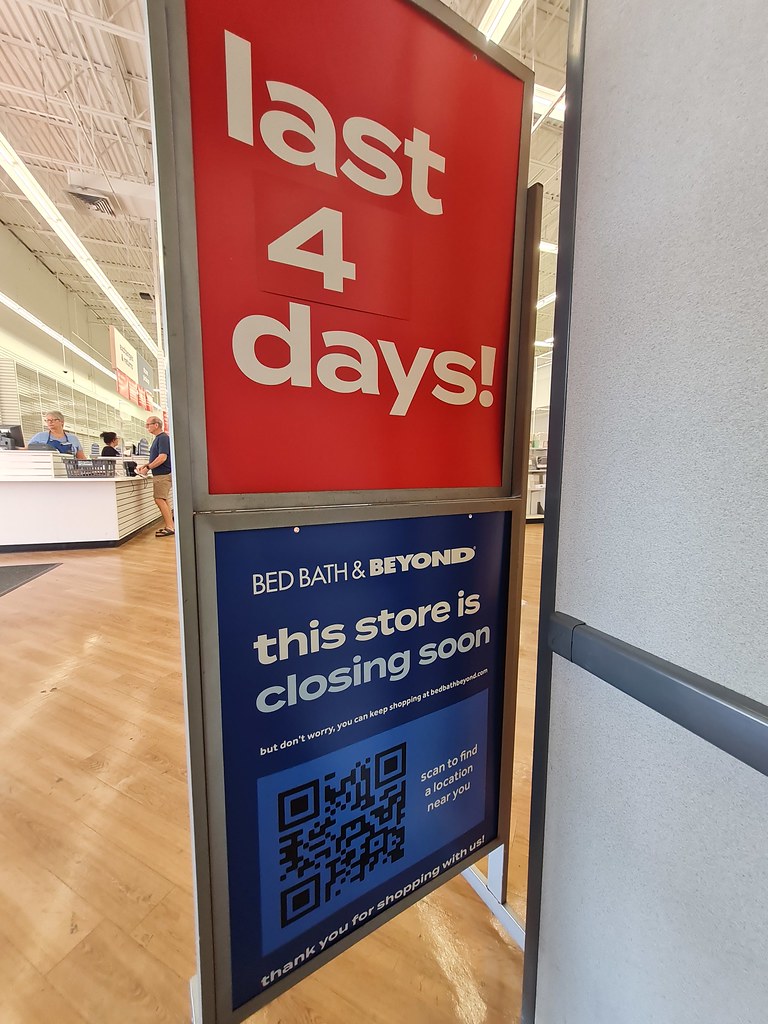 last
4
days!
BED BATH & BEYOND
this store is
closing soon
but don't worry, you can keep shopping at bedbathbeyond.com
scan to find
a location
near you
thank you for shopping with us!